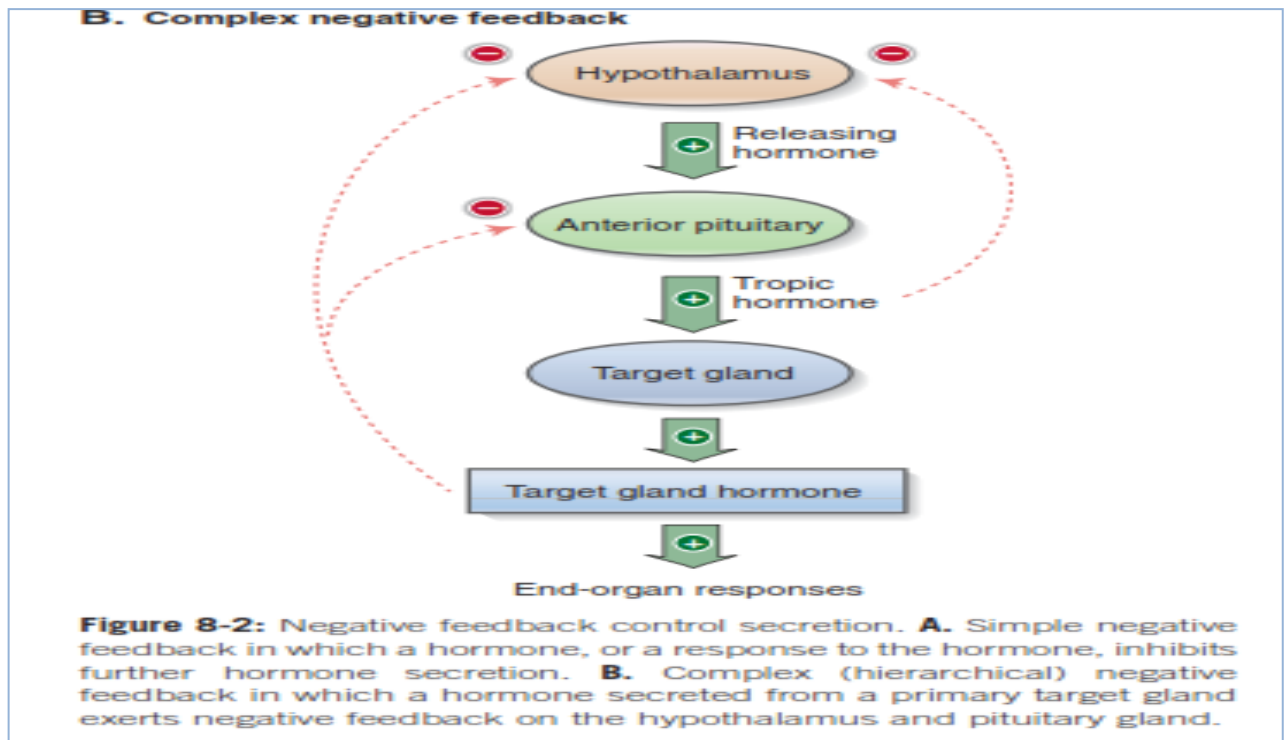 B. Complex negative feedback
Hypothalamus
Releasing
hormone
Anterior pituitary
Tropic
hormone
Target gland
Target gland hormone
End-organ responses
Figure 8-2: Negative feedback control secretion. A. Simple negative
feedback in which a hormone, or a response to the hormone, inhibits
further hormone secretion. B. Complex (hierarchical) negative
feedback in which a hormone secreted from a primary target gland
exerts negative feedback on the hypothalamus and pituitary gland.